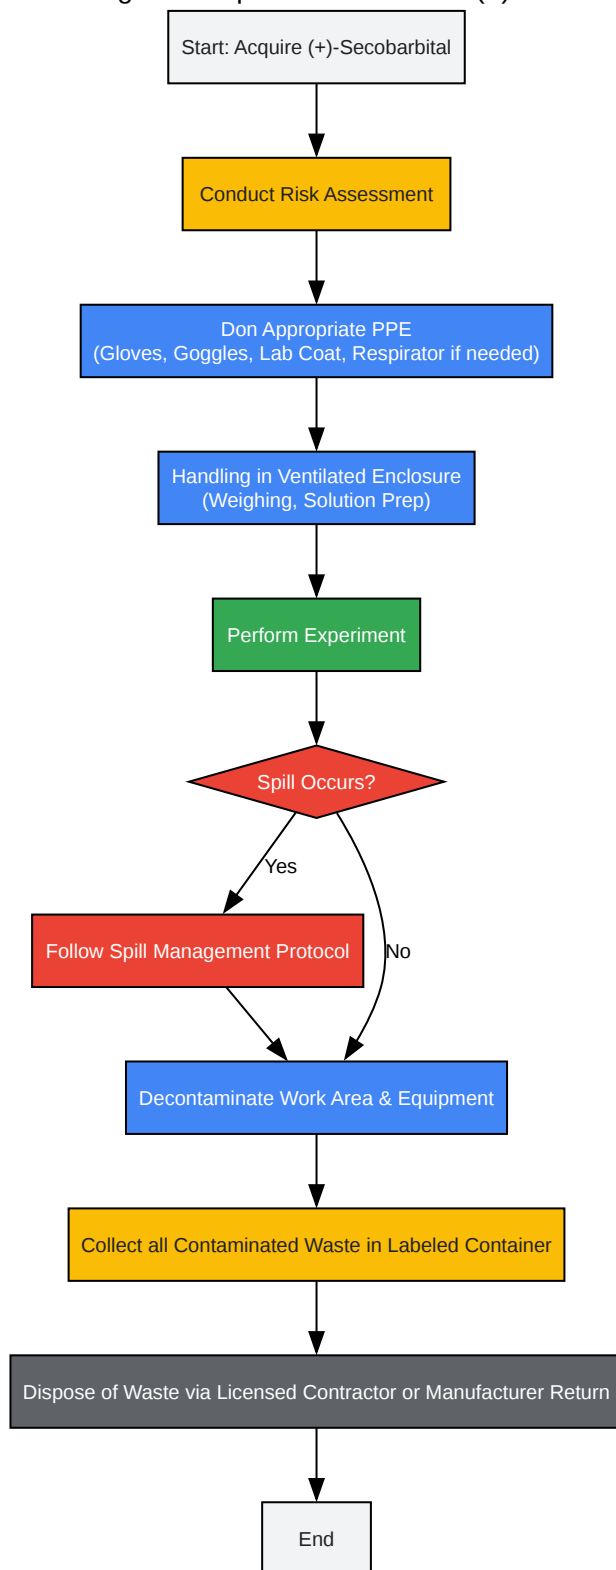 Start: Acquire (+)-Secobarbital
Conduct Risk Assessment
Don Appropriate PPE
(Gloves, Goggles, Lab Coat, Respirator if needed)
Handling in Ventilated Enclosure
(Weighing, Solution Prep)
Perform Experiment
Spill Occurs?
Yes
Follow Spill Management Protocol
No
Decontaminate Work Area & Equipment
Collect all Contaminated Waste in Labeled Container
Dispose of Waste via Licensed Contractor or Manufacturer Return
End